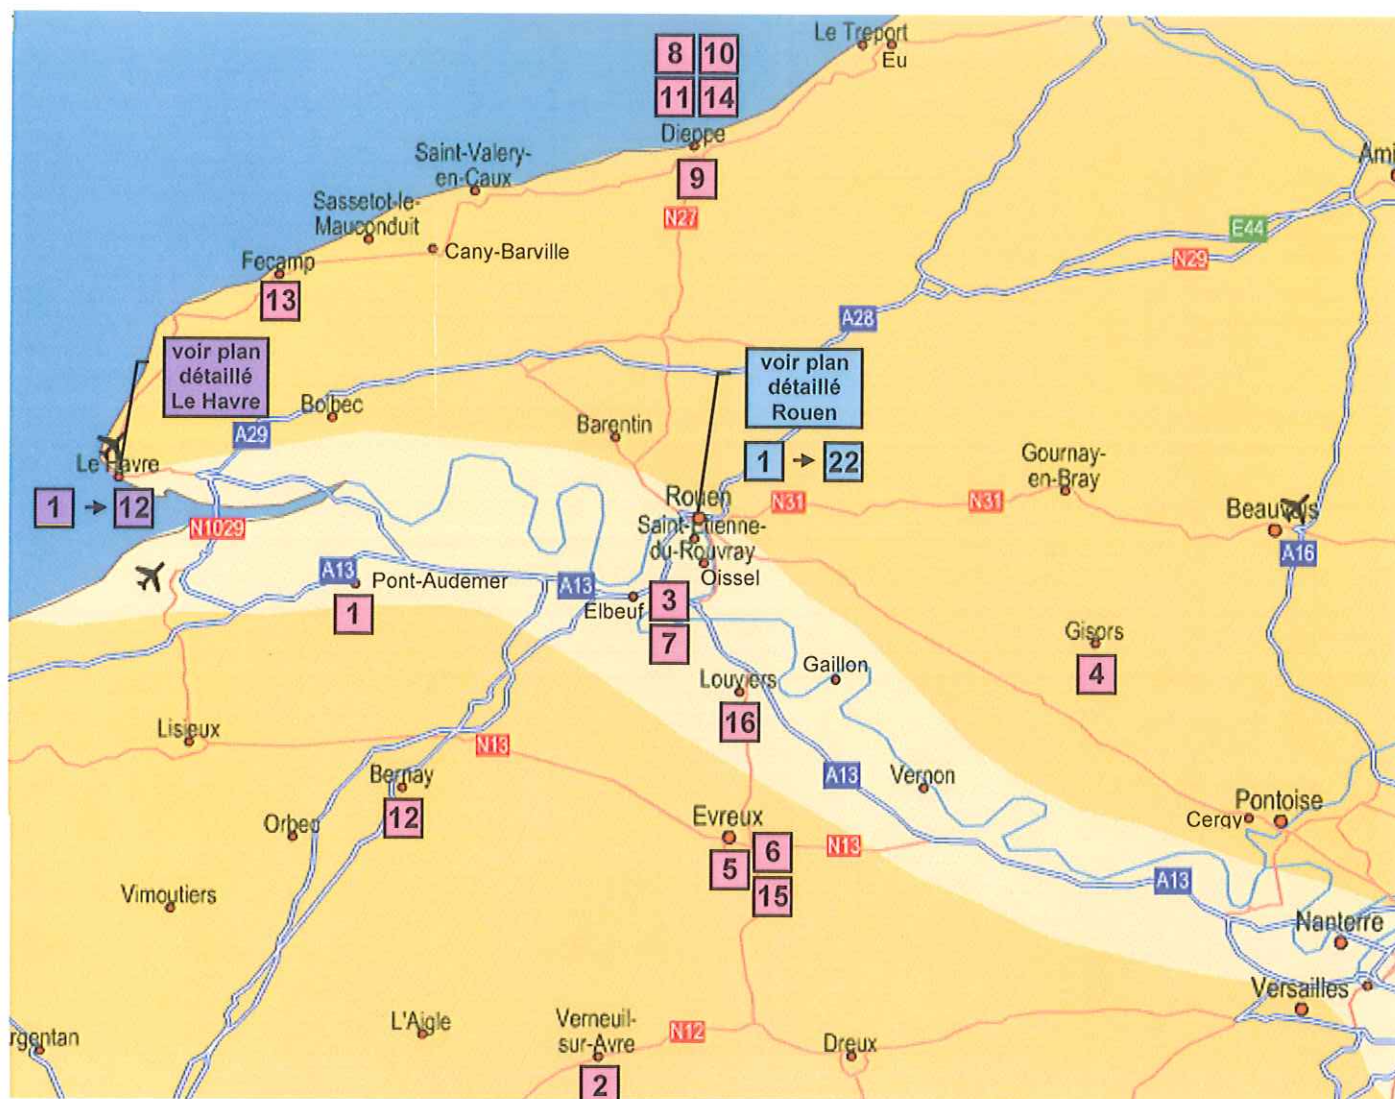 Le Treport
Eu
8 10
11 14
Dieppe
9
Saint-Valery-
en-Caux
Sassetot-le-
Mauconduit
Cany-Barville
Fecamp
13
N27
E44
N29
A28
voir plan
détaillé
Le Havre
voir plan
détaillé
Rouen
Bolbec
A29
Barentin
1 → 22
Le Havre
1 → 12
N1029
Gournay-
en-Bray
Rouen
N31
N31
Beauvais
A16
Saint-Etienne-
du-Rouvray
Oissel
A13
Pont-Audemer
1
A13
Elbeuf
3
7
Gisors
4
Gaillon
Louviers
16
Lisieux
N13
A13
Vernon
Bernay
12
Orbec
Evreux
5
6
15
N13
Cergy
Pontoise
A13
Vimoutiers
Nanterre
Versailles
L'Aigle
Verneuil-
sur-Avre
2
N12
Dreux
rgentan
Ami